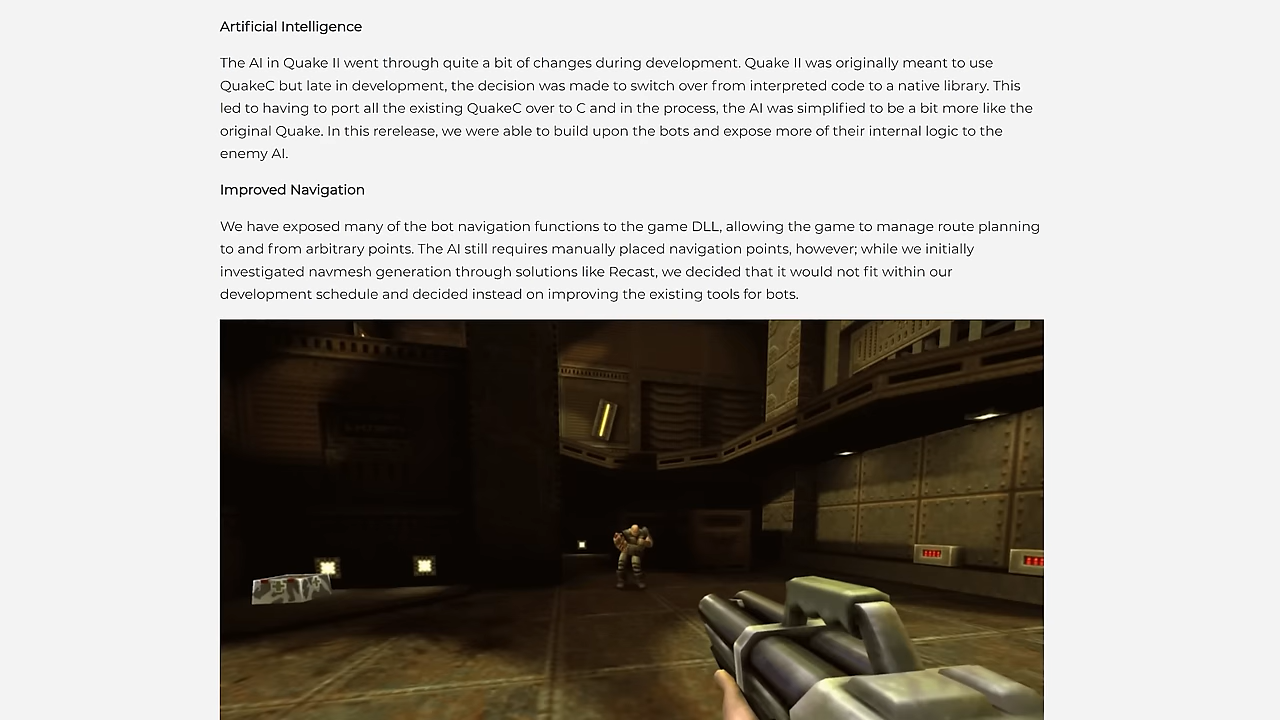 Artificial Intelligence
The AI in Quake II went through quite a bit of changes during development. Quake II was originally meant to use
QuakeC but late in development, the decision was made to switch over from interpreted code to a native library. This
led to having to port all the existing QuakeC over to C and in the process, the AI was simplified to be a bit more like the
original Quake. In this rerelease, we were able to build upon the bots and expose more of their internal logic to the
enemy AI.
Improved Navigation
We have exposed many of the bot navigation functions to the game DLL, allowing the game to manage route planning
to and from arbitrary points. The AI still requires manually placed navigation points, however; while we initially
investigated navmesh generation through solutions like Recast, we decided that it would not fit within our
development schedule and decided instead on improving the existing tools for bots.